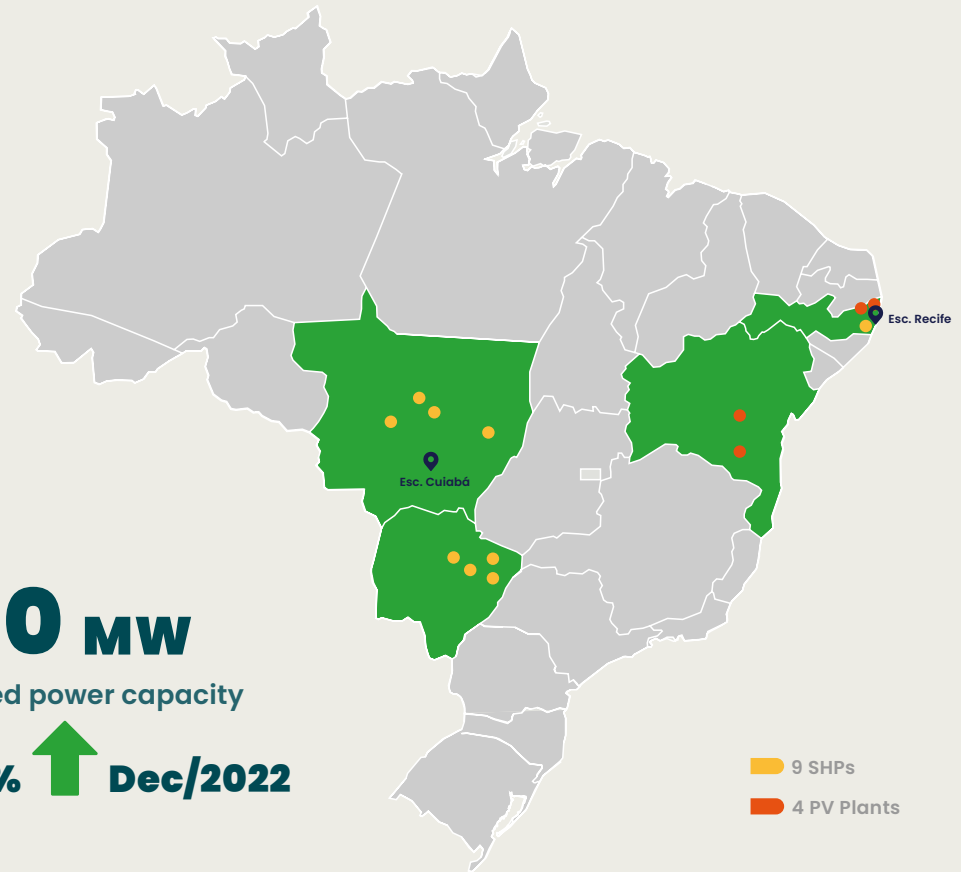 Esc. Recife
Esc. Cuiabá
0 MW
ed power capacity
% Dec/2022
9 SHPs
4 PV Plants